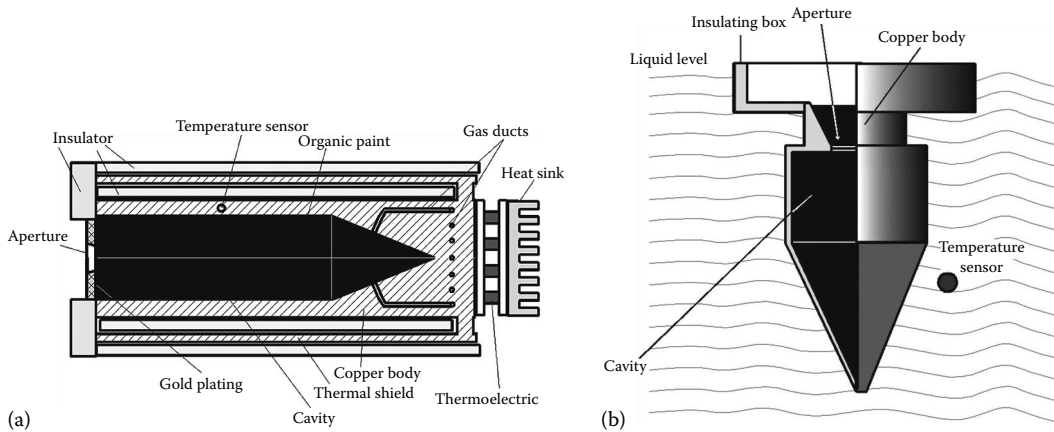 Temperature sensor
Insulator
Organic paint
Gas ducts
Heat sink
Aperture
Gold plating
Copper body
Thermal shield
Cavity
Thermoelectric
(a)
Insulating box
Aperture
Copper body
Liquid level
Temperature
sensor
Cavity
(b)